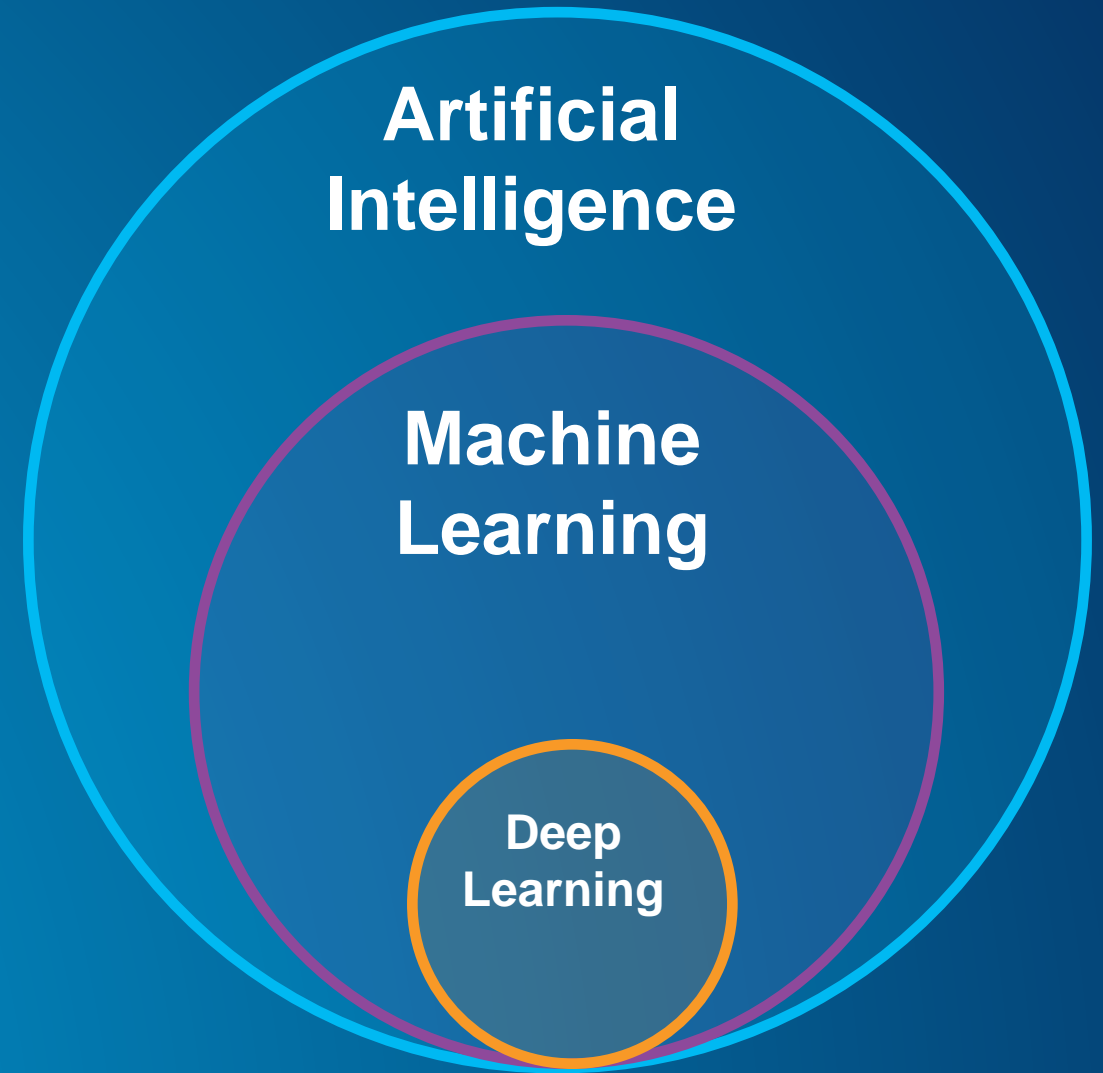 Artificial
Intelligence
Machine
Learning
Deep
Learning